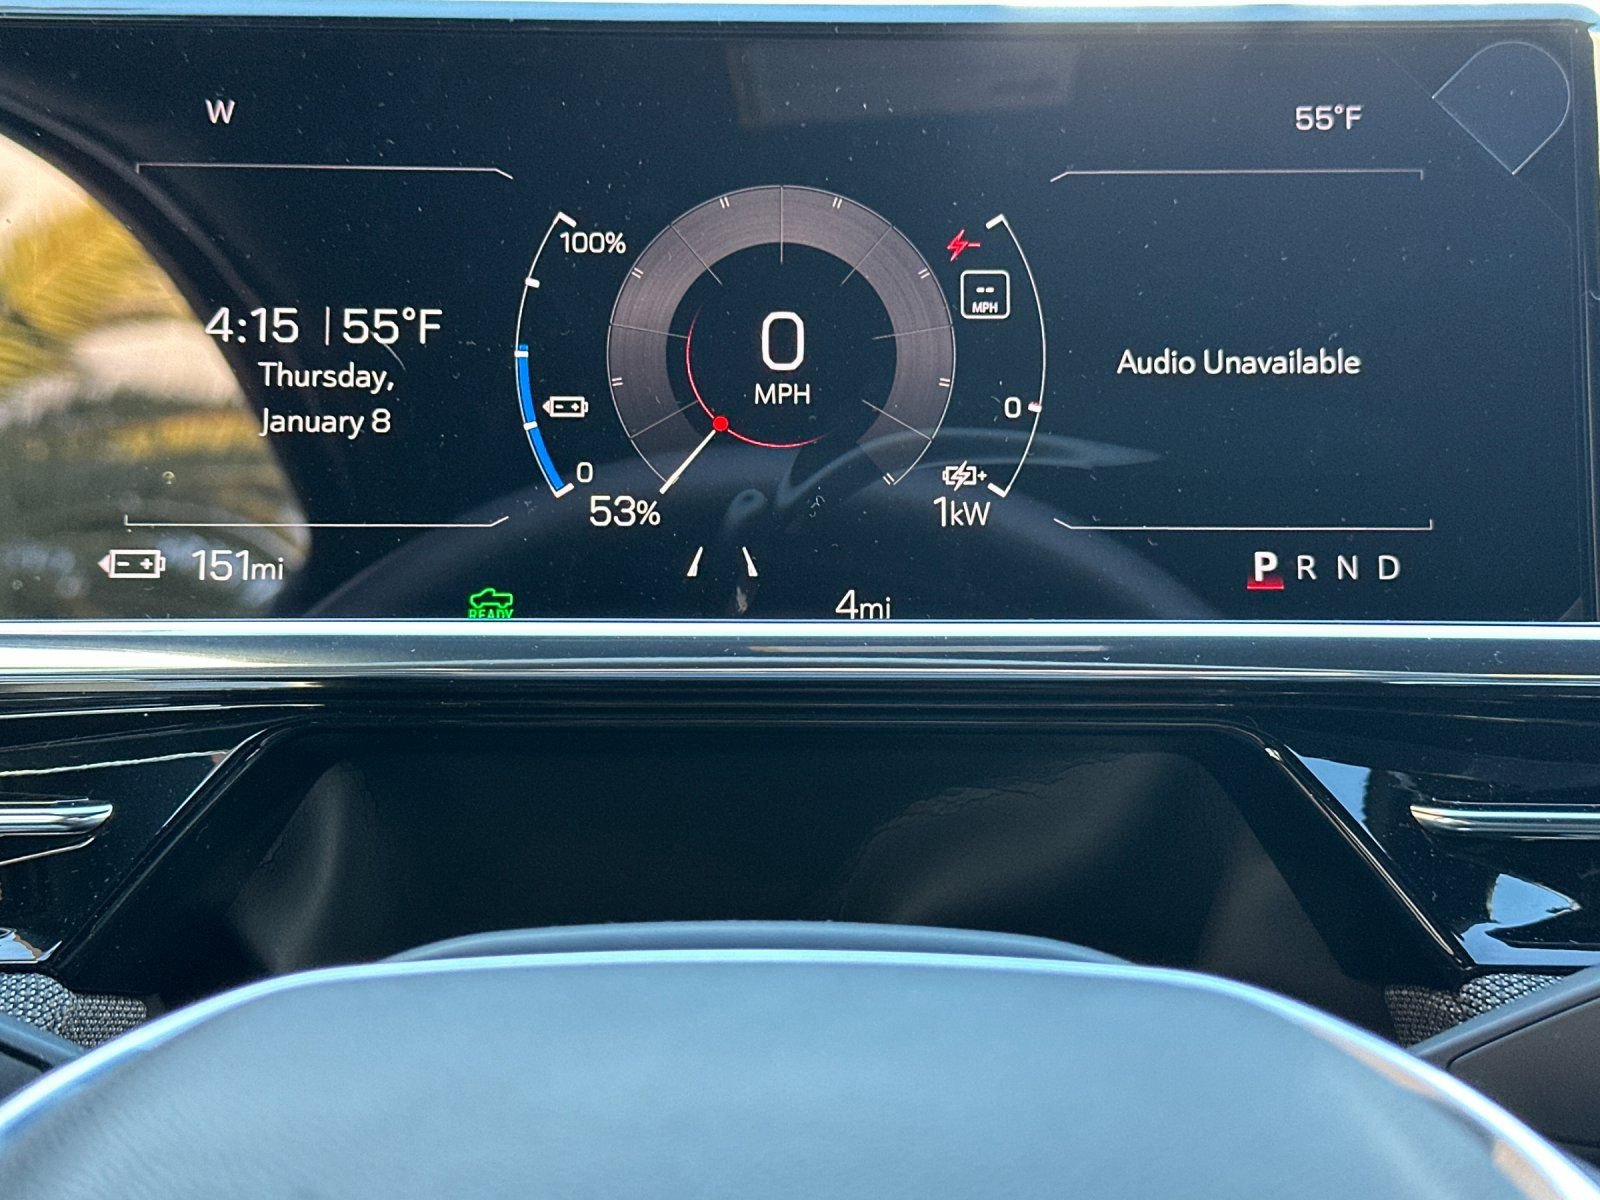 W
55°F
100%
-- 
MPH
4:15 | 55°F
Thursday,
January 8
0
MPH
Audio Unavailable
0
0
53%
1kW
151mi
P R N D
READY
4mi